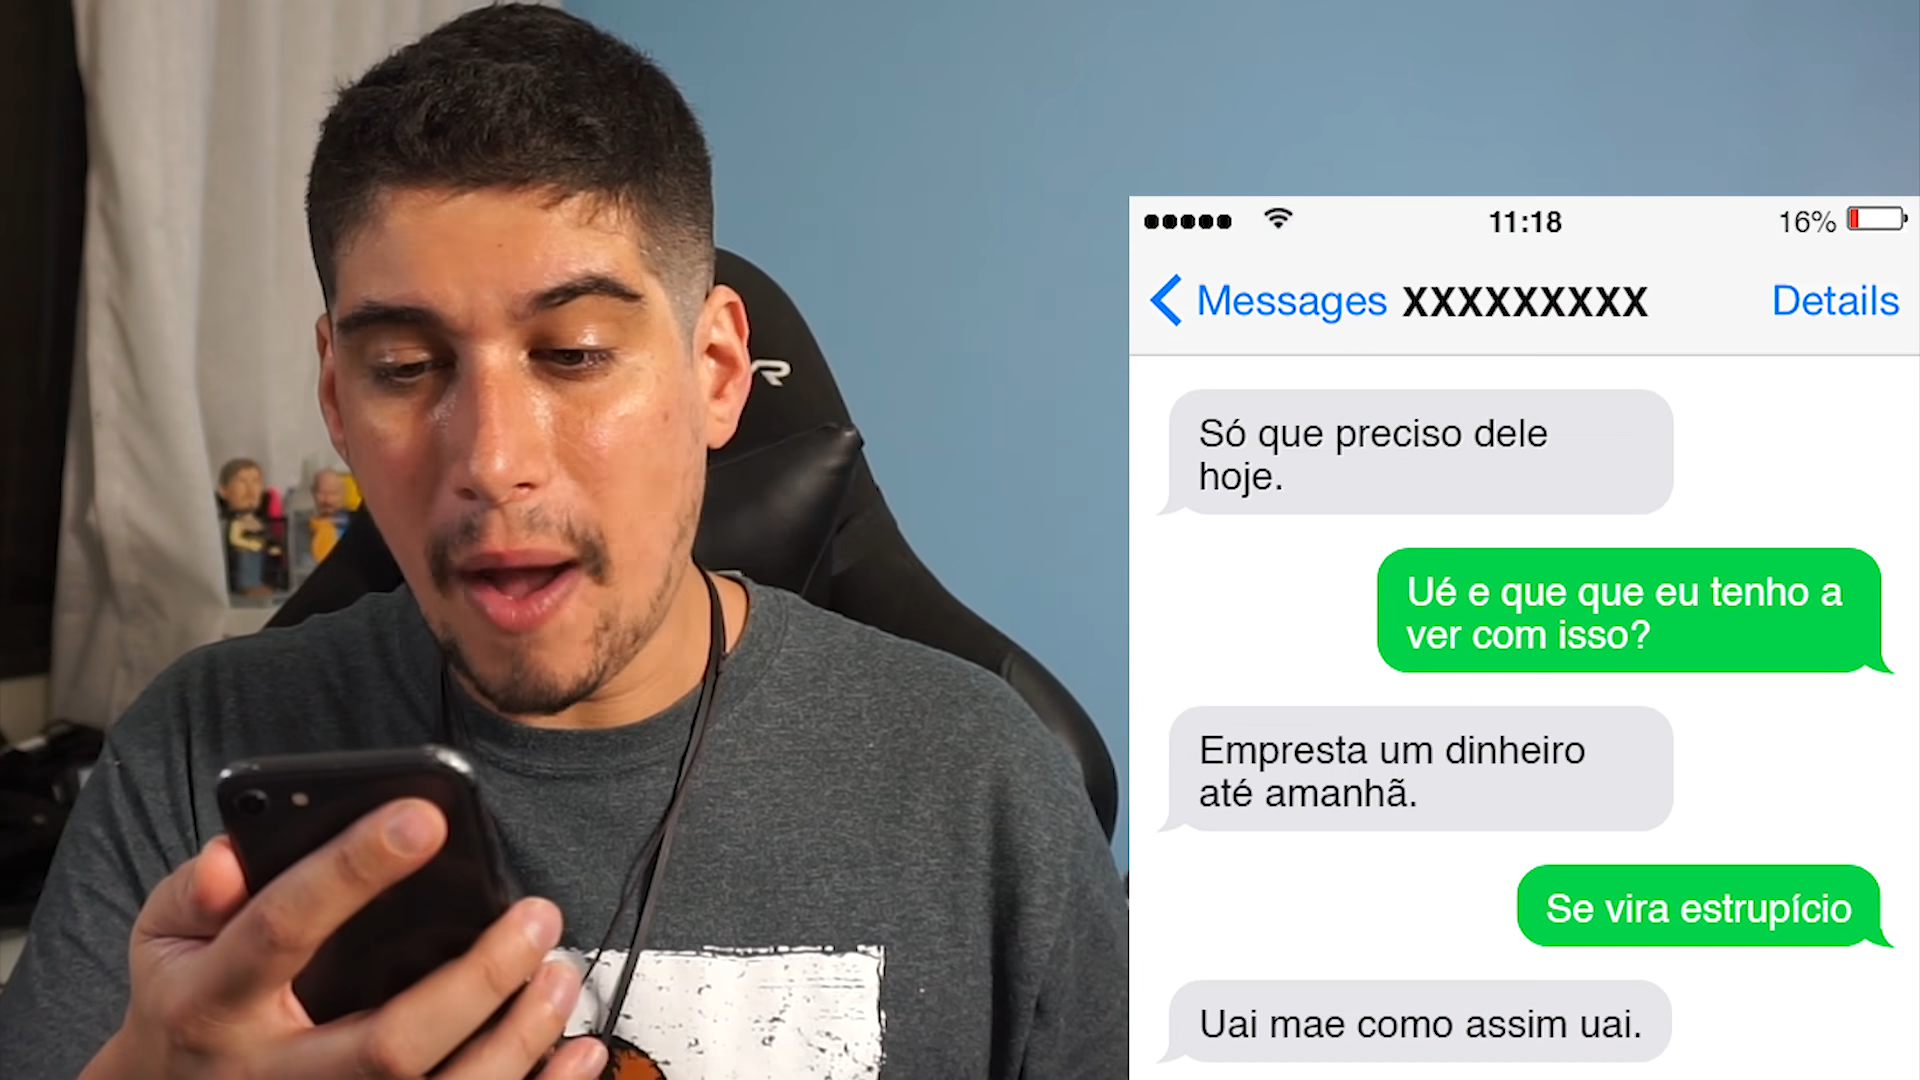 11:18
16%
Messages XXXXXXXXX Details
Só que preciso dele
hoje.
Ué e que que eu tenho a
ver com isso?
Empresta um dinheiro
até amanhã.
Se vira estrupício
Uai mae como assim uai.